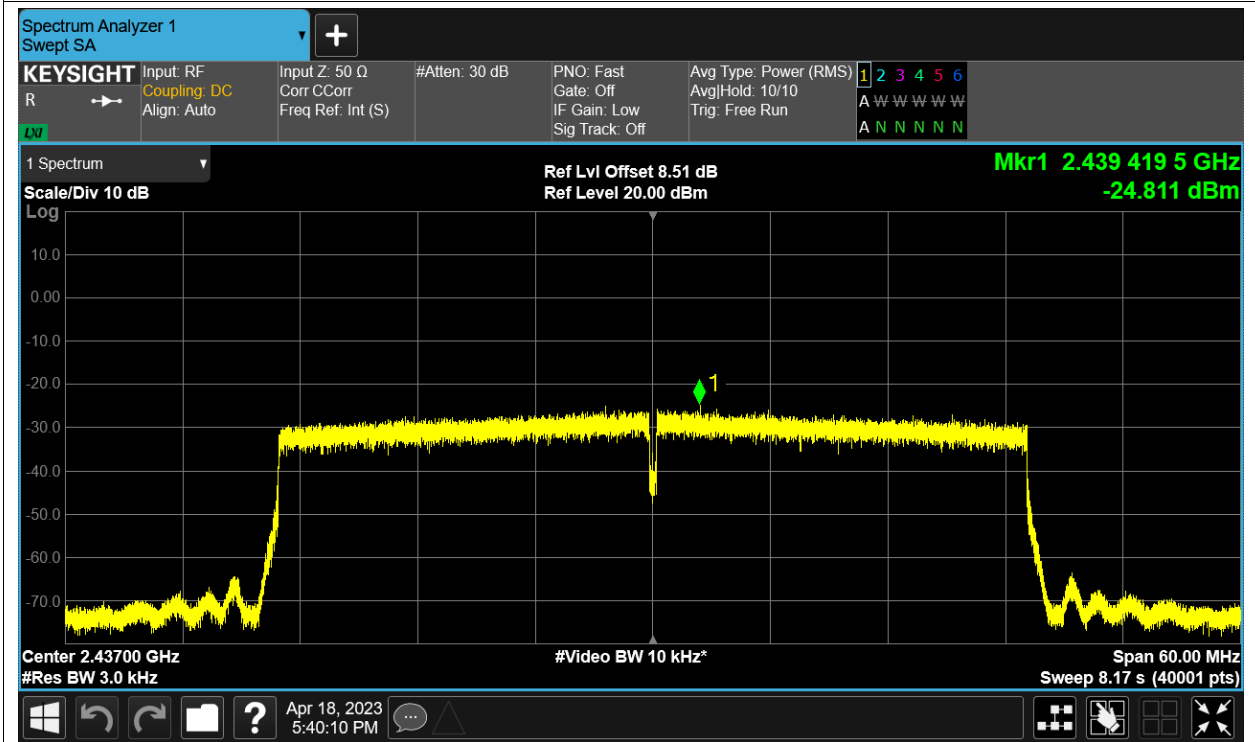 Spectrum Analyzer 1
Swept SA
+
KEYSIGHT
R
LXI
Input: RF
Coupling: DC
Align: Auto
Input Z: 50 Ω
Corr CCorr
Freq Ref: Int (S)
#Atten: 30 dB
PNO: Fast
Gate: Off
IF Gain: Low
Sig Track: Off
Avg Type: Power (RMS)
Avg|Hold: 10/10
Trig: Free Run
1 2 3 4 5 6
A W W W W W
A N N N N N
1 Spectrum
Scale/Div 10 dB
Log
Ref Lvl Offset 8.51 dB
Ref Level 20.00 dBm
Mkr1 2.439 419 5 GHz
-24.811 dBm
10.0
0.00
-10.0
-20.0
-30.0
-40.0
-50.0
-60.0
-70.0
1
Center 2.43700 GHz
#Res BW 3.0 kHz
#Video BW 10 kHz*
Span 60.00 MHz
Sweep 8.17 s (40001 pts)
?
Apr 18, 2023
5:40:10 PM